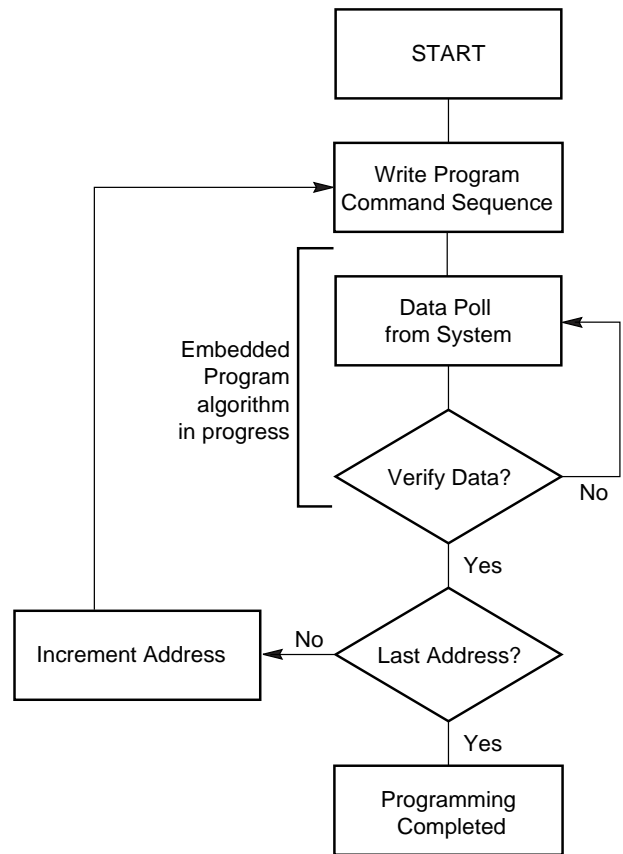 START
Write Program
Command Sequence
Data Poll
from System
Embedded
Program
algorithm
in progress
Verify Data?
No
Yes
Last Address?
No
Increment Address
Yes
Programming
Completed